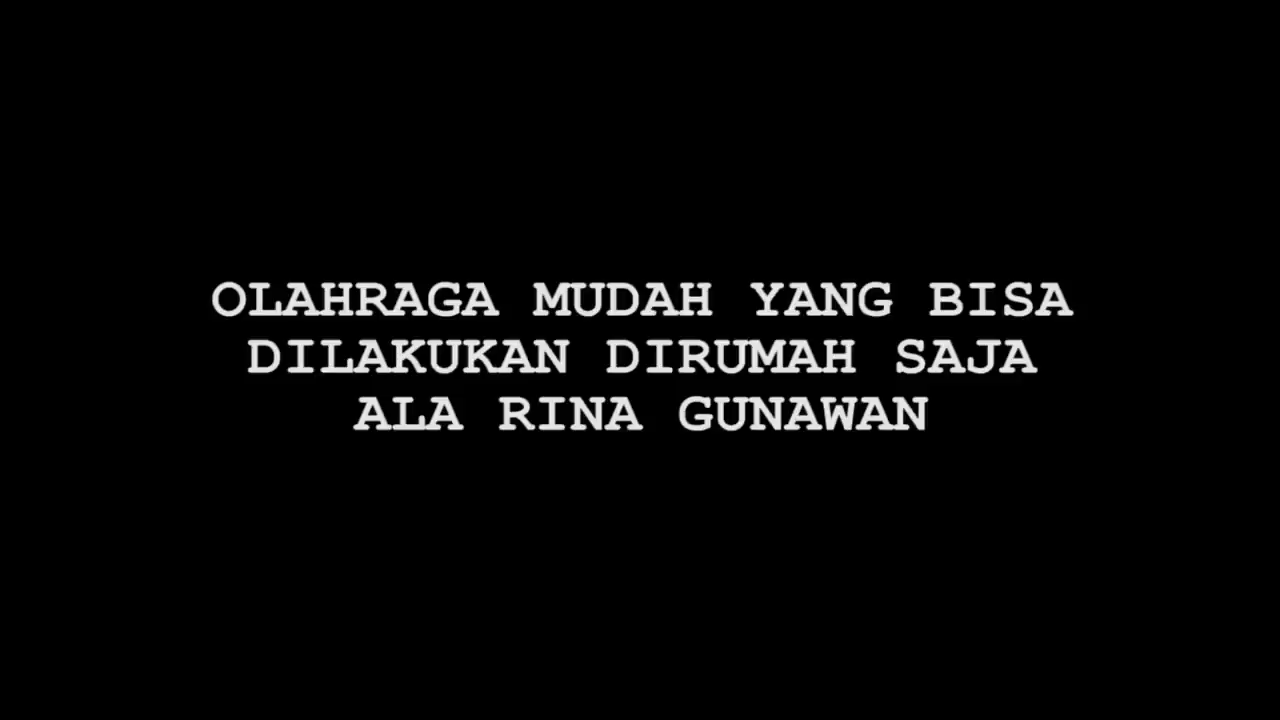 OLAHRAGA MUDAH YANG BISA
DILAKUKAN DIRUMAH SAJA
ALA RINA GUNAWAN